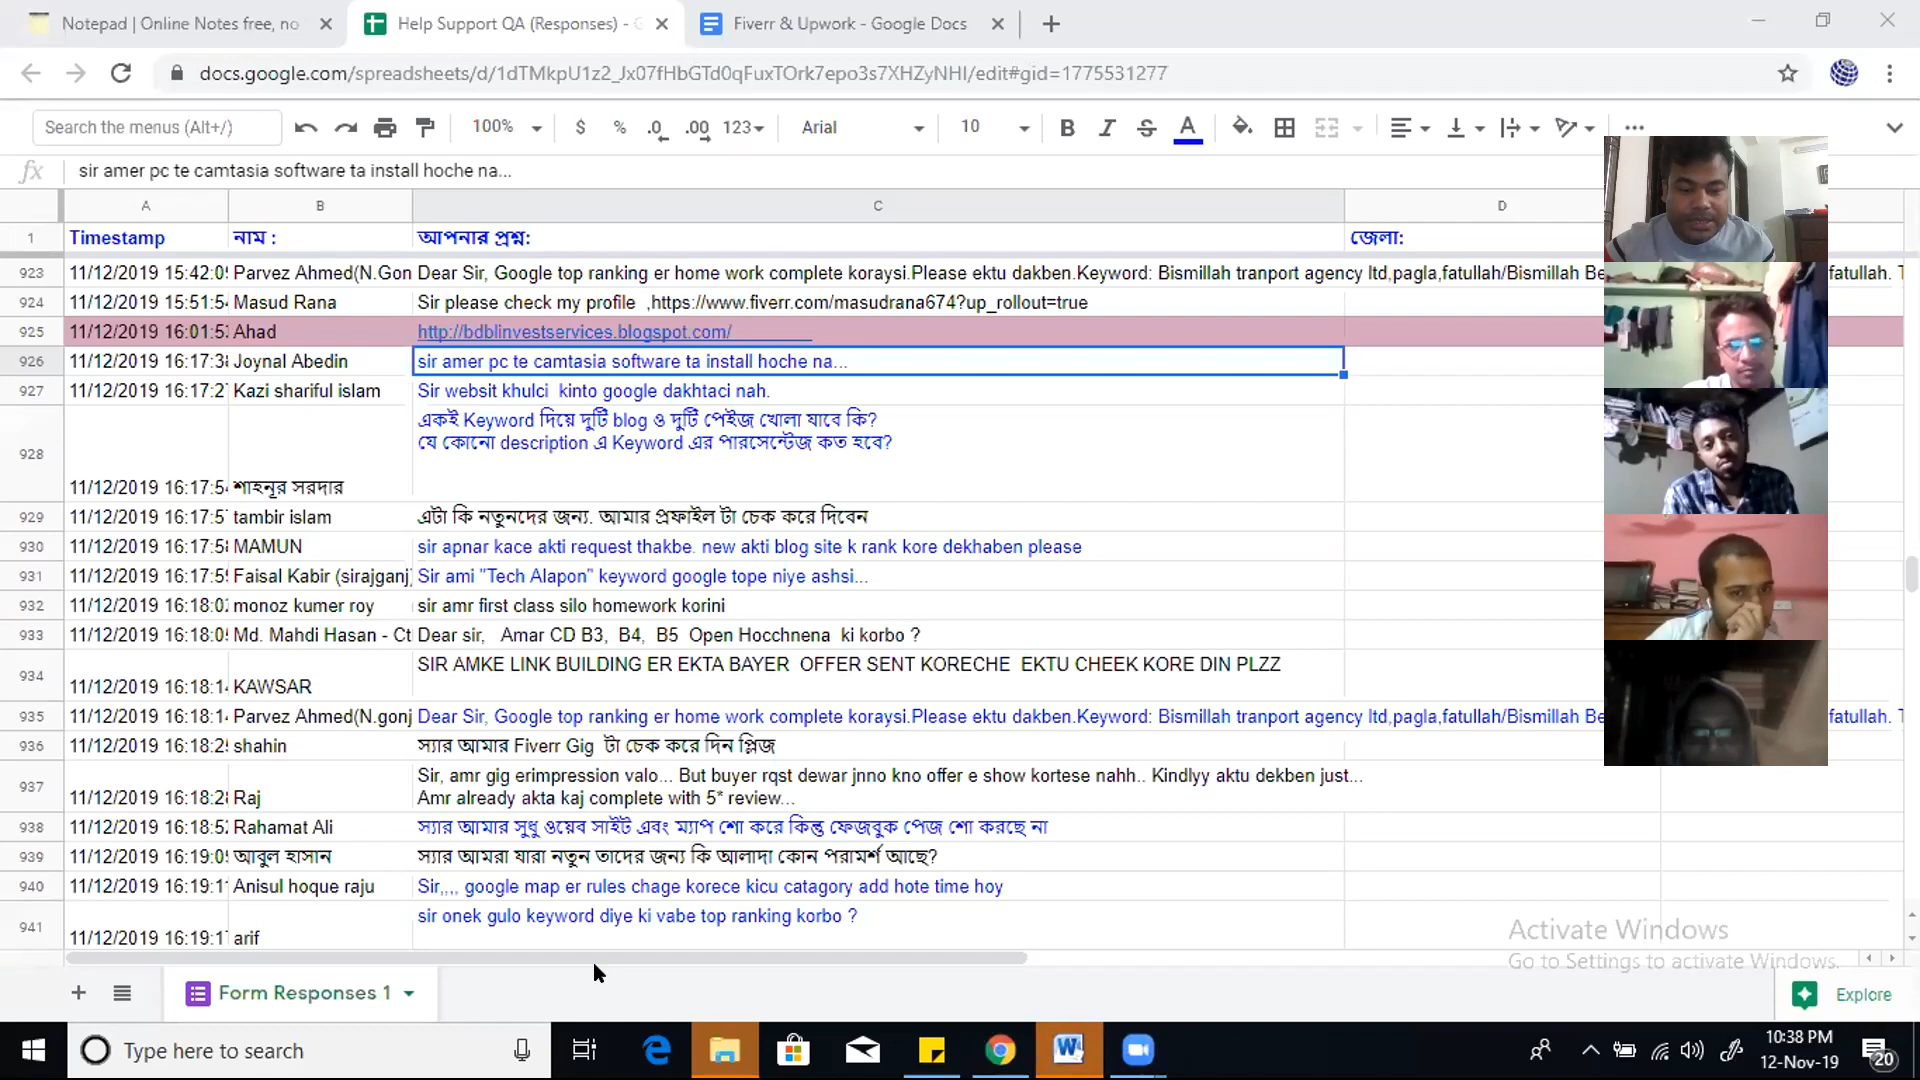 Notepad | Online Notes free, no
Help Support QA (Responses) - G
Fiverr & Upwork - Google Docs
docs.google.com/spreadsheets/d/1dTMkpU1z2_Jx07fHbGTd0qFuxTOrk7epo3s7XHZyNHI/edit#gid=1775531277
Search the menus (Alt+/)
100%
$ % .0 .00 123
Arial
10
B I S A
fx sir amer pc te camtasia software ta install hoche na...
A B C D
1 Timestamp নাম : আপনার প্রশ্ন: জেলা:
923 11/12/2019 15:42:05 Parvez Ahmed(N.Gon Dear Sir, Google top ranking er home work complete koraysi.Please ektu dakben.Keyword: Bismillah tranport agency ltd,pagla,fatullah/Bismillah Be fatullah. T
924 11/12/2019 15:51:54 Masud Rana Sir please check my profile ,https://www.fiverr.com/masudrana674?up_rollout=true
925 11/12/2019 16:01:53 Ahad http://bdblinvestservices.blogspot.com/
926 11/12/2019 16:17:38 Joynal Abedin sir amer pc te camtasia software ta install hoche na...
927 11/12/2019 16:17:27 Kazi shariful islam Sir websit khulci kinto google dakhtaci nah.
একই Keyword দিয়ে দুটি blog ও দুটি পেইজ খোলা যাবে কি?
যে কোনো description এ Keyword এর পারসেন্টেজ কত হবে?
928 11/12/2019 16:17:54 শাহনূর সরদার
929 11/12/2019 16:17:57 tambir islam এটা কি নতুনদের জন্য. আমার প্রফাইল টা চেক করে দিবেন
930 11/12/2019 16:17:58 MAMUN sir apnar kace akti request thakbe. new akti blog site k rank kore dekhaben please
931 11/12/2019 16:17:59 Faisal Kabir (sirajganj) Sir ami "Tech Alapon" keyword google tope niye ashsi...
932 11/12/2019 16:18:02 monoz kumer roy sir amr first class silo homework korini
933 11/12/2019 16:18:05 Md. Mahdi Hasan - Ct Dear sir, Amar CD B3, B4, B5 Open Hocchnena ki korbo ?
SIR AMKE LINK BUILDING ER EKTA BAYER OFFER SENT KORECHE EKTU CHEEK KORE DIN PLZZ
934 11/12/2019 16:18:14 KAWSAR
935 11/12/2019 16:18:14 Parvez Ahmed(N.gonj Dear Sir, Google top ranking er home work complete koraysi.Please ektu dakben.Keyword: Bismillah tranport agency ltd,pagla,fatullah/Bismillah Be fatullah. T
936 11/12/2019 16:18:25 shahin স্যার আমার Fiverr Gig টা চেক করে দিন প্লিজ
Sir, amr gig erimpression valo... But buyer rqst dewar jnno kno offer e show kortese nahh.. Kindlyy aktu dekben just...
937 11/12/2019 16:18:28 Raj Amr already akta kaj complete with 5* review...
938 11/12/2019 16:18:52 Rahamat Ali স্যার আমার সুধু ওয়েব সাইট এবং ম্যাপ শো করে কিন্তু ফেজবুক পেজ শো করছে না
939 11/12/2019 16:19:05 আবুল হাসান স্যার আমরা যারা নতুন তাদের জন্য কি আলাদা কোন পরামর্শ আছে?
940 11/12/2019 16:19:11 Anisul hoque raju Sir,,,, google map er rules chage korece kicu catagory add hote time hoy
sir onek gulo keyword diye ki vabe top ranking korbo ?
941 11/12/2019 16:19:17 arif
Activate Windows
Go to Settings to activate Windows.
Form Responses 1
Explore
Type here to search
10:38 PM
12-Nov-19
20